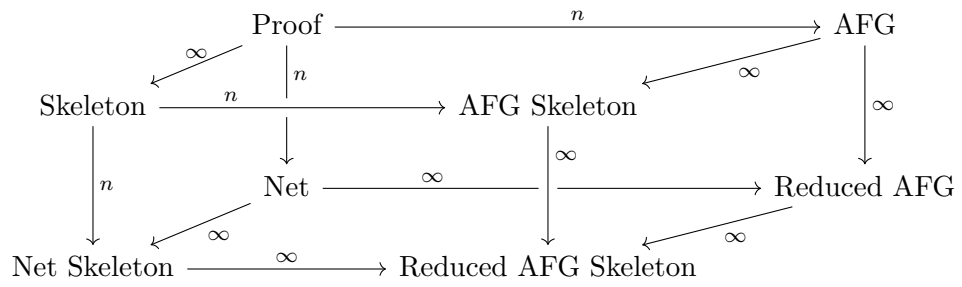 n
Proof AFG
∞ n ∞
n ∞
Skeleton AFG Skeleton
∞
n ∞
Net Reduced AFG
∞ ∞
∞
Net Skeleton Reduced AFG Skeleton